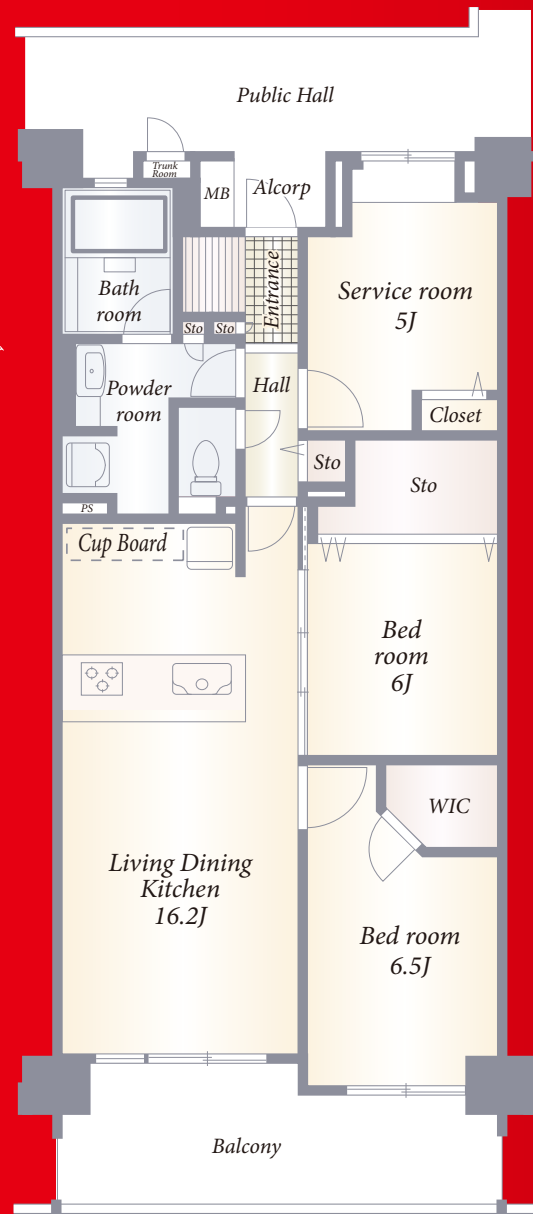 Public Hall
Trunk
Room
MB
Alcorp
Bath
room
Entrance
Service room
5J
Sto
Sto
Powder
room
Hall
Closet
Sto
Sto
PS
Cup Board
Bed
room
6J
WIC
Living Dining
Kitchen
16.2J
Bed room
6.5J
Balcony